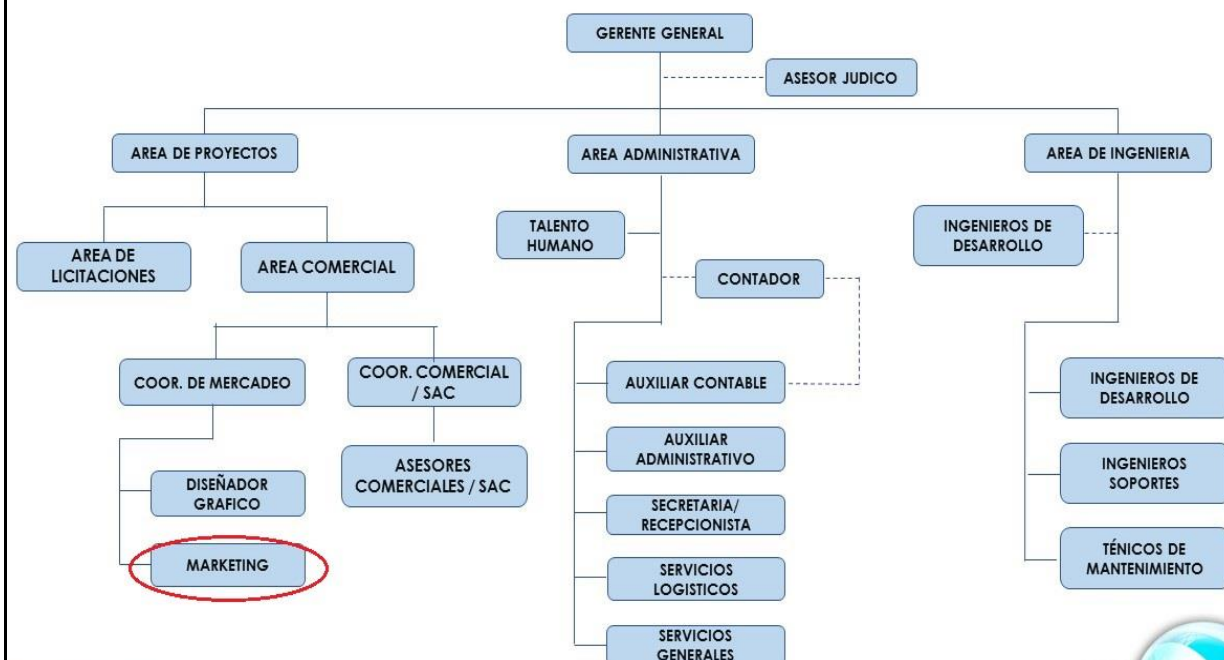 GERENTE GENERAL
ASESOR JUDICO
AREA DE PROYECTOS
AREA ADMINISTRATIVA
AREA DE INGENIERIA
AREA DE
LICITACIONES
AREA COMERCIAL
TALENTO
HUMANO
CONTADOR
INGENIEROS DE
DESARROLLO
COOR. DE MERCADEO
COOR. COMERCIAL
/ SAC
DISEÑADOR
GRAFICO
MARKETING
ASESORES
COMERCIALES / SAC
AUXILIAR CONTABLE
AUXILIAR
ADMINISTRATIVO
SECRETARIA/
RECEPCIONISTA
SERVICIOS
LOGISTICOS
SERVICIOS
GENERALES
INGENIEROS DE
DESARROLLO
INGENIEROS
SOPORTES
TÉNICOS DE
MANTENIMIENTO